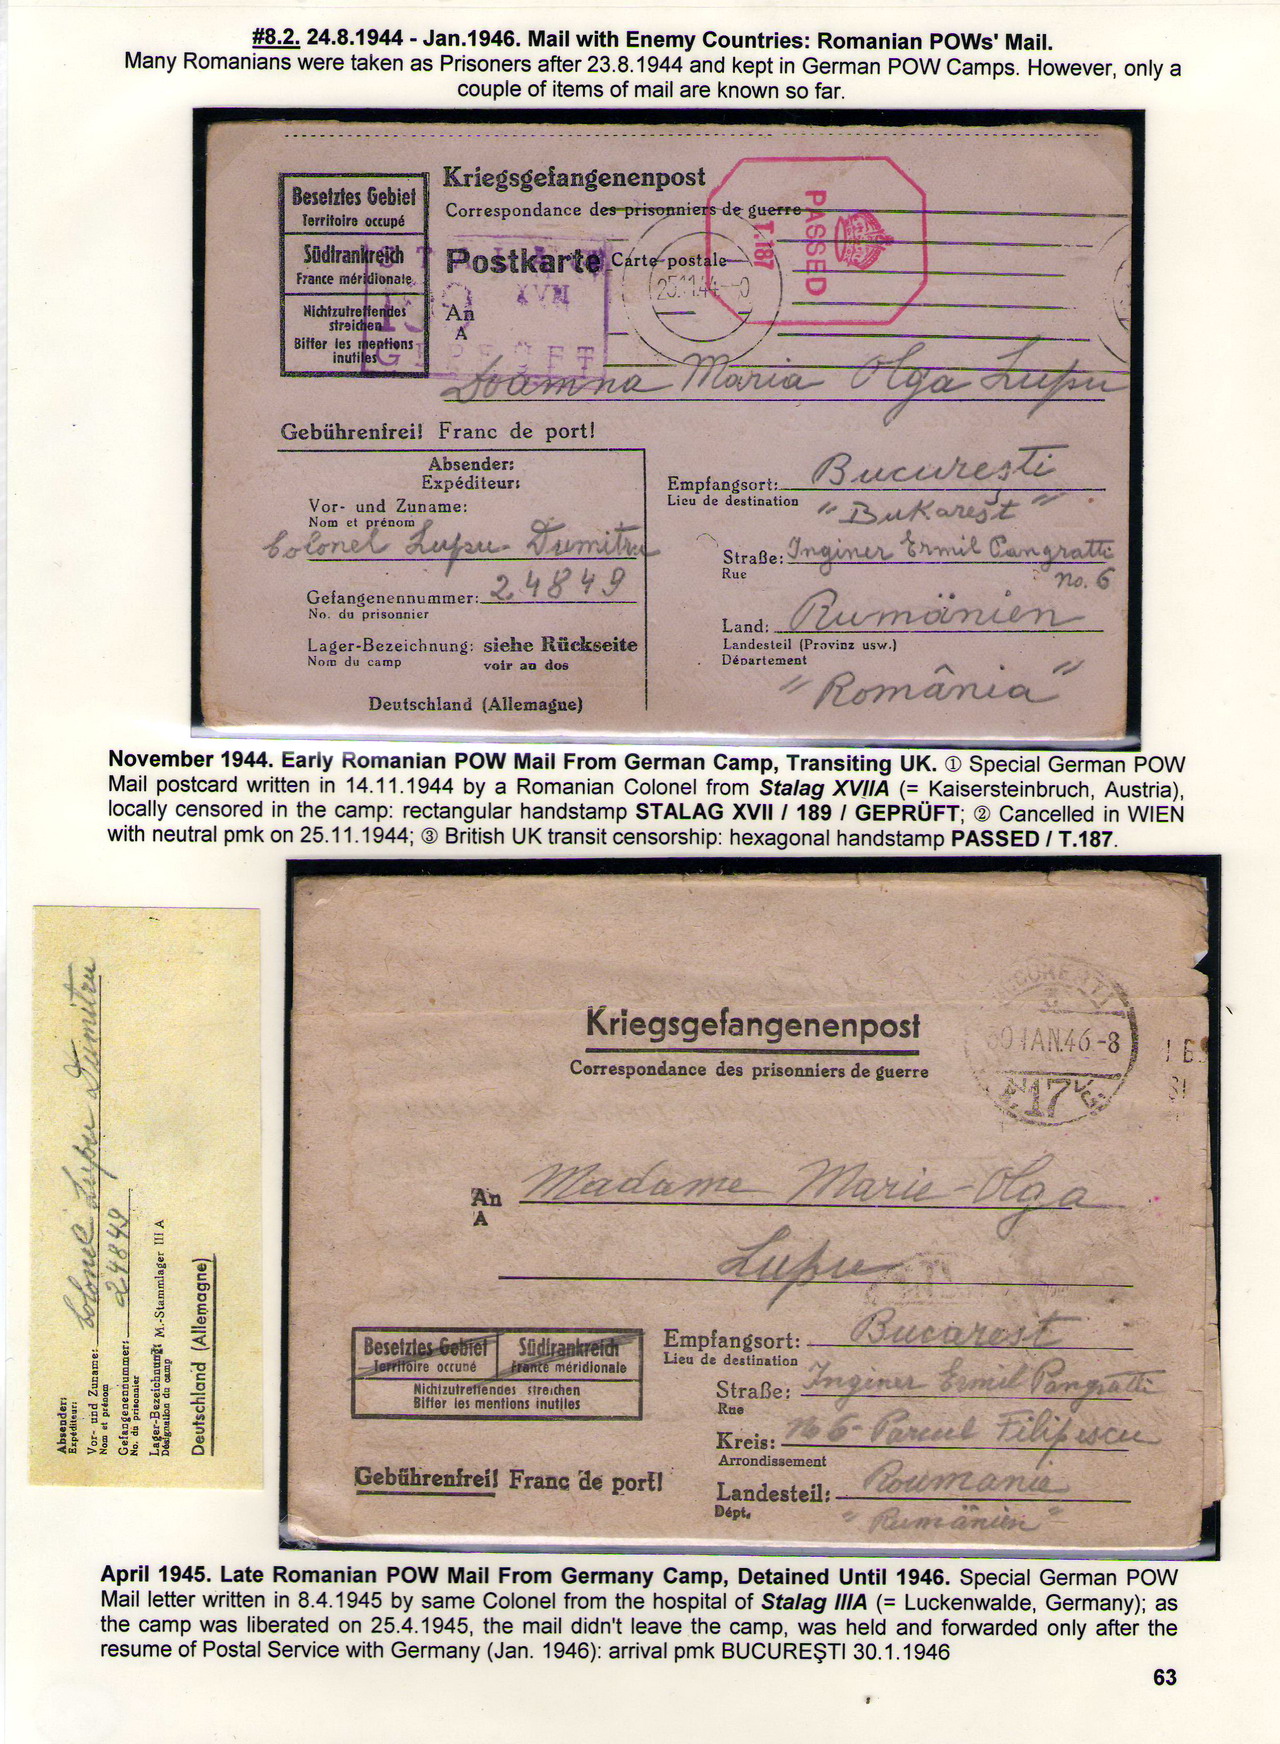 #8.2. 24.8.1944 - Jan.1946. Mail with Enemy Countries: Romanian POWs' Mail.
Many Romanians were taken as Prisoners after 23.8.1944 and kept in German POW Camps. However, only a
couple of items of mail are known so far.
Besetztes Gebiet
Territoire occupé
Südfrankreich
France méridionale
Nichtzutreffendes
streichen
Biffer les mentions
inutiles
Kriegsgefangenenpost
Correspondance des prisonniers de guerre
Postkarte Carte postale
An
A
XVII
GEPRÜFT
25.11.44
PASSED
T.187
Doamna Maria Olga Lupu
Gebührenfrei! Franc de port!
Absender:
Expéditeur:
Vor- und Zuname:
Nom et prénom
Colonel Lupu Dumitru
Gefangenennummer: 24849
No. du prisonnier
Lager-Bezeichnung: siehe Rückseite
Nom du camp voir au dos
Deutschland (Allemagne)
Empfangsort: Bucureşti
Lieu de destination "Bukarest"
Straße: Inginer Ermil Pangratti
Rue no. 6
Land: Rumänien
Landesteil (Provinz usw.)
Département
"România"
November 1944. Early Romanian POW Mail From German Camp, Transiting UK. ① Special German POW
Mail postcard written in 14.11.1944 by a Romanian Colonel from Stalag XVIIA (= Kaisersteinbruch, Austria),
locally censored in the camp: rectangular handstamp STALAG XVII / 189 / GEPRÜFT; ② Cancelled in WIEN
with neutral pmk on 25.11.1944; ③ British UK transit censorship: hexagonal handstamp PASSED / T.187.
Absender:
Expéditeur:
Vor- und Zuname: Colonel Lupu Dumitru
Nom et prénom
Gefangenennummer: 24849
No. du prisonnier
Lager-Bezeichnung: M.-Stammlager III A
Désignation du camp
Deutschland (Allemagne)
Kriegsgefangenenpost
Correspondance des prisonniers de guerre
30 IAN.46-8
17
An
A
Madame Marie-Olga
Lupu
Besetztes Gebiet
Territoire occupé
Südfrankreich
France méridionale
Nichtzutreffendes streichen
Biffer les mentions inutiles
Gebührenfrei! Franc de port!
Empfangsort: Bucarest
Lieu de destination
Straße: Inginer Ermil Pangratti
Rue
Kreis: No 6 - Parcul Filipescu
Arrondissement
Landesteil: Roumanie
Dépt. "Rumänien"
April 1945. Late Romanian POW Mail From Germany Camp, Detained Until 1946. Special German POW
Mail letter written in 8.4.1945 by same Colonel from the hospital of Stalag IIIA (= Luckenwalde, Germany); as
the camp was liberated on 25.4.1945, the mail didn't leave the camp, was held and forwarded only after the
resume of Postal Service with Germany (Jan. 1946): arrival pmk BUCUREŞTI 30.1.1946
63